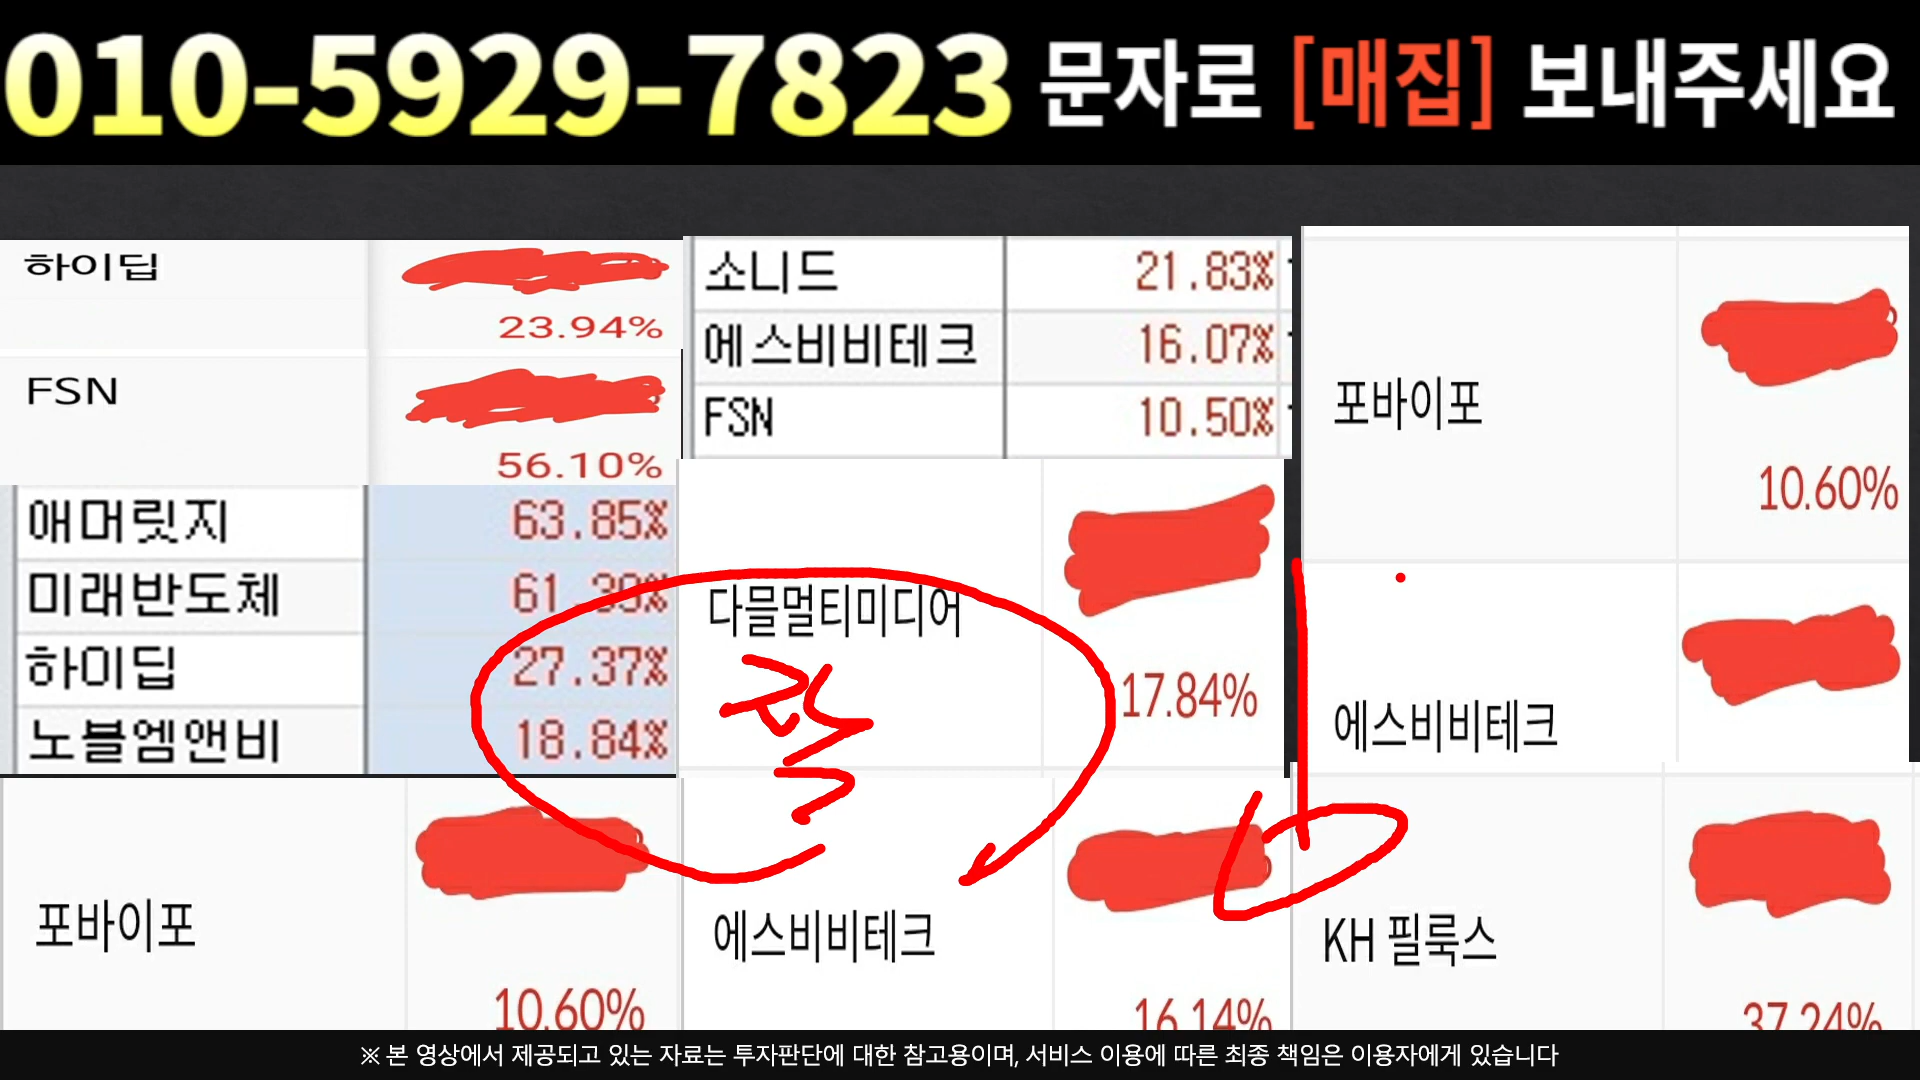 010-5929-7823 문자로 [매집] 보내주세요
하이딥
23.94%
FSN
56.10%
애머릿지 63.85%
미래반도체 61.39%
하이딥 27.37%
노블엠앤비 18.84%
소니드 21.83%
에스비비테크 16.07%
FSN 10.50%
다믈멀티미디어
17.84%
포바이포
10.60%
에스비비테크
포바이포
10.60%
에스비비테크
16.14%
KH 필룩스
37.24%
※ 본 영상에서 제공되고 있는 자료는 투자판단에 대한 참고용이며, 서비스 이용에 따른 최종 책임은 이용자에게 있습니다